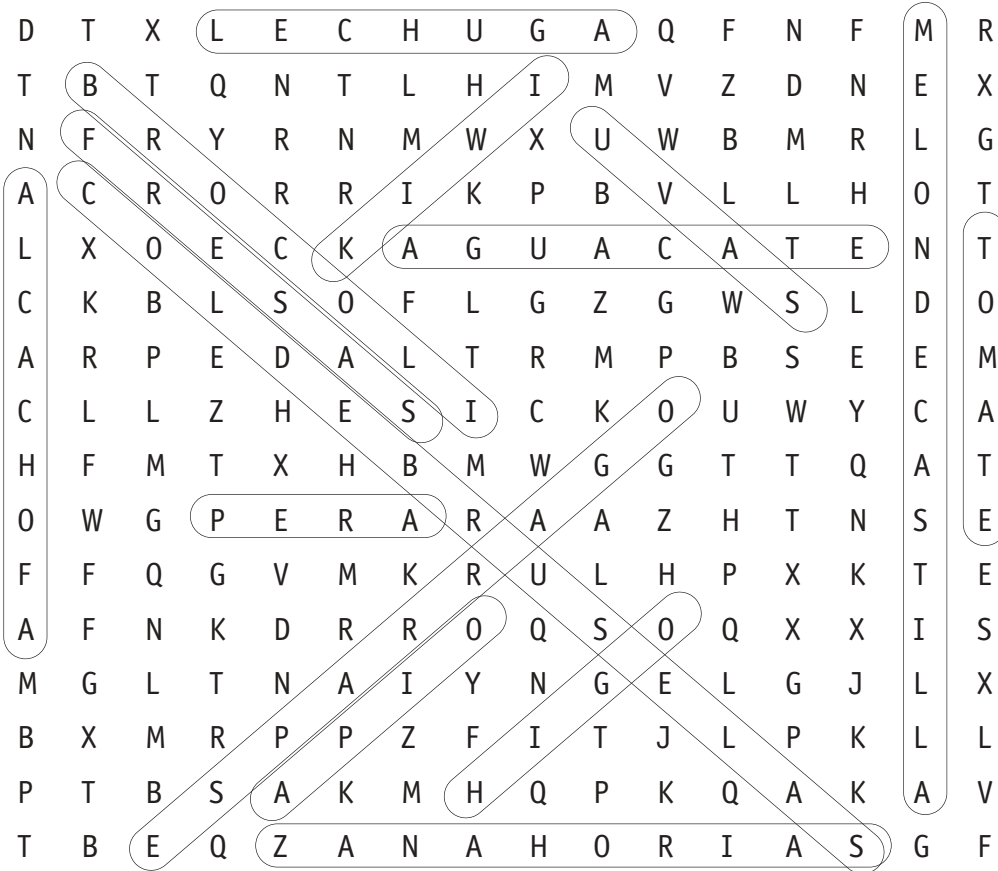 D T X L E C H U G A Q F N F M R
T B T Q N T L H I M V Z D N E X
N F R Y R N M W X U W B M R L G
A C R O R R I K P B V L L H O T
L X O E C K A G U A C A T E N T
C K B L S O F L G Z G W S L D O
A R P E D A L T R M P B S E E M
C L L Z H E S I C K O U W Y C A
H F M T X H B M W G G T T Q A T
O W G P E R A R A A Z H T N S E
F F Q G V M K R U L H P X K T E
A F N K D R R O Q S O Q X X I S
M G L T N A I Y N G E L G J L X
B X M R P P Z F I T J L P K L L
P T B S A K M H Q P K Q A K A V
T B E Q Z A N A H O R I A S G F